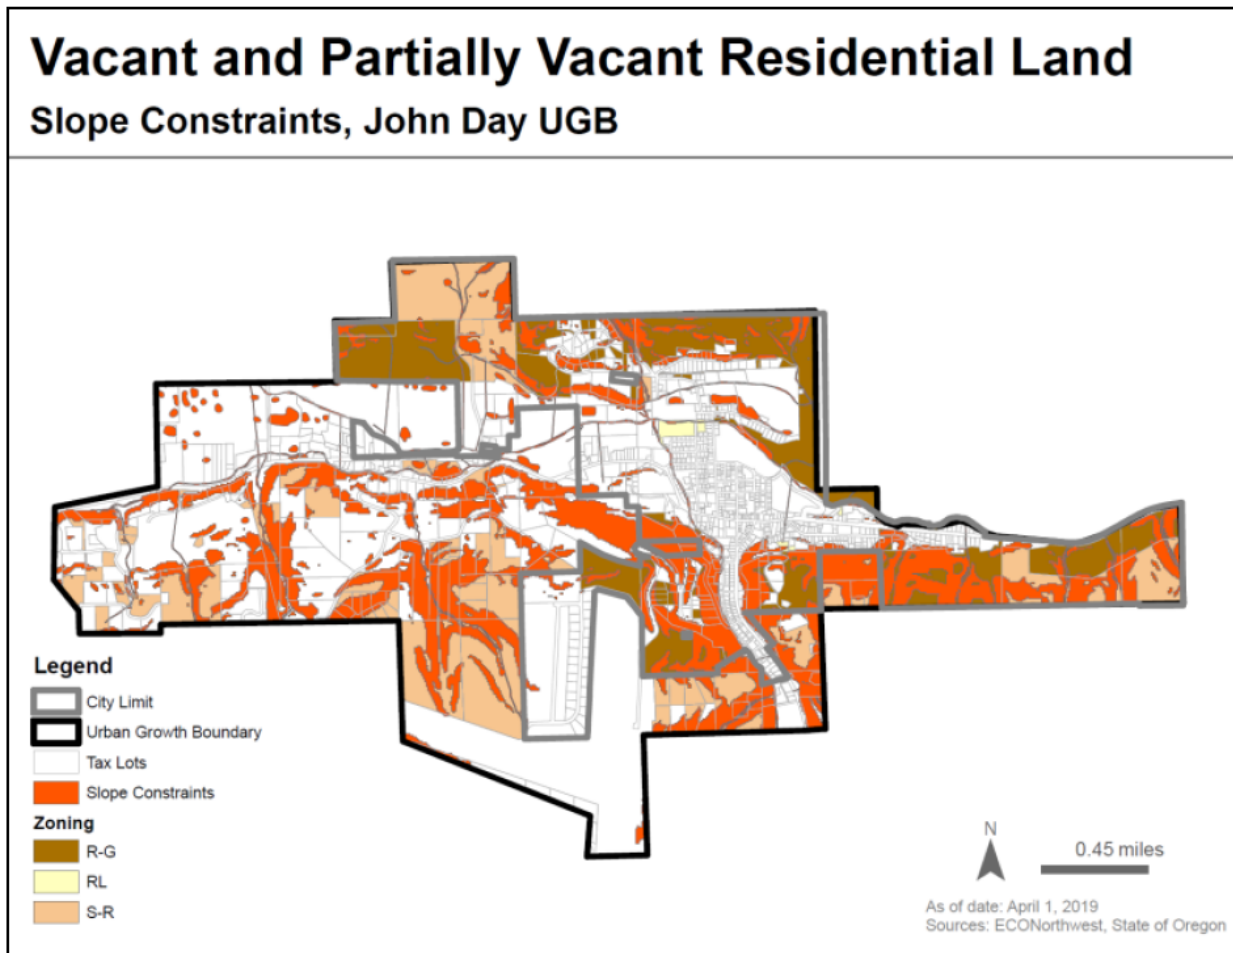 Vacant and Partially Vacant Residential Land
Slope Constraints, John Day UGB
Legend
City Limit
Urban Growth Boundary
Tax Lots
Slope Constraints
Zoning
R-G
RL
S-R
N
0.45 miles
As of date: April 1, 2019
Sources: ECONorthwest, State of Oregon